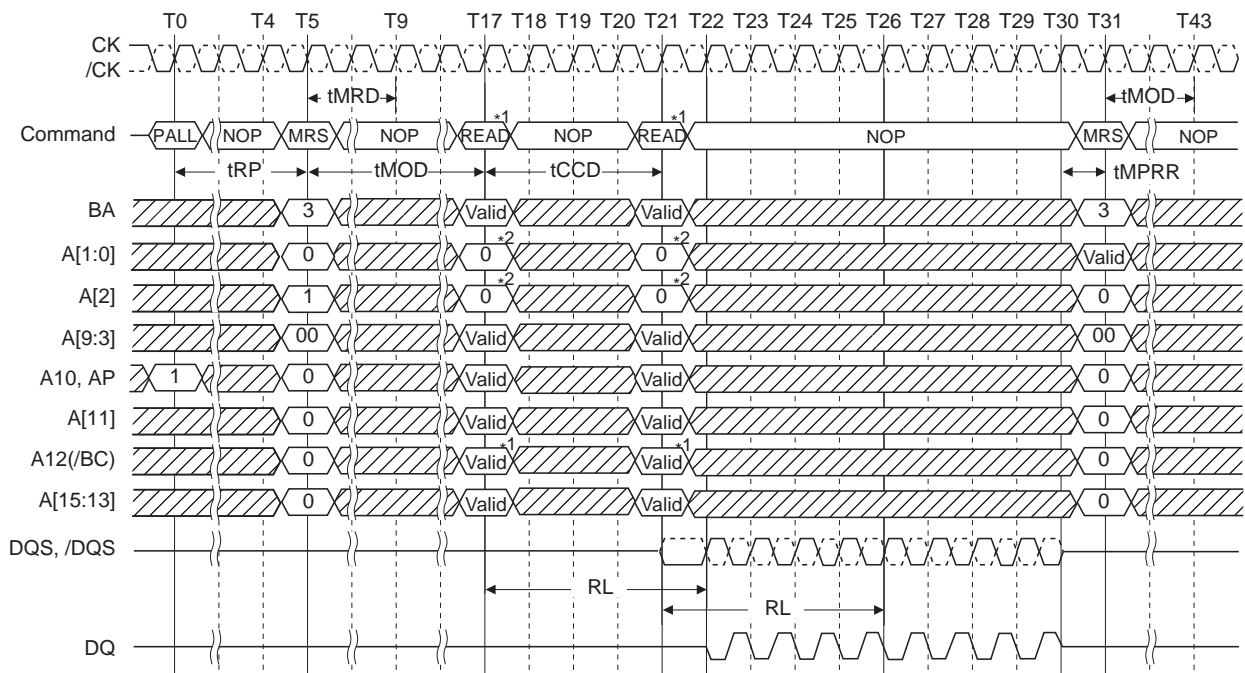 T0 T4 T5 T9 T17 T18 T19 T20 T21 T22 T23 T24 T25 T26 T27 T28 T29 T30 T31 T43
CK
/CK
tMRD tMOD
Command PALL NOP MRS NOP READ*1 NOP READ*1 NOP MRS NOP
tRP tMOD tCCD tMPRR
BA 3 Valid Valid 3
A[1:0] 0 0*2 0*2 Valid
A[2] 1 0*2 0*2 0
A[9:3] 00 Valid Valid 00
A10, AP 1 0 Valid Valid 0
A[11] 0 Valid Valid 0
A12(/BC) 0 Valid*1 Valid*1 0
A[15:13] 0 Valid Valid 0
DQS, /DQS
RL
RL
DQ